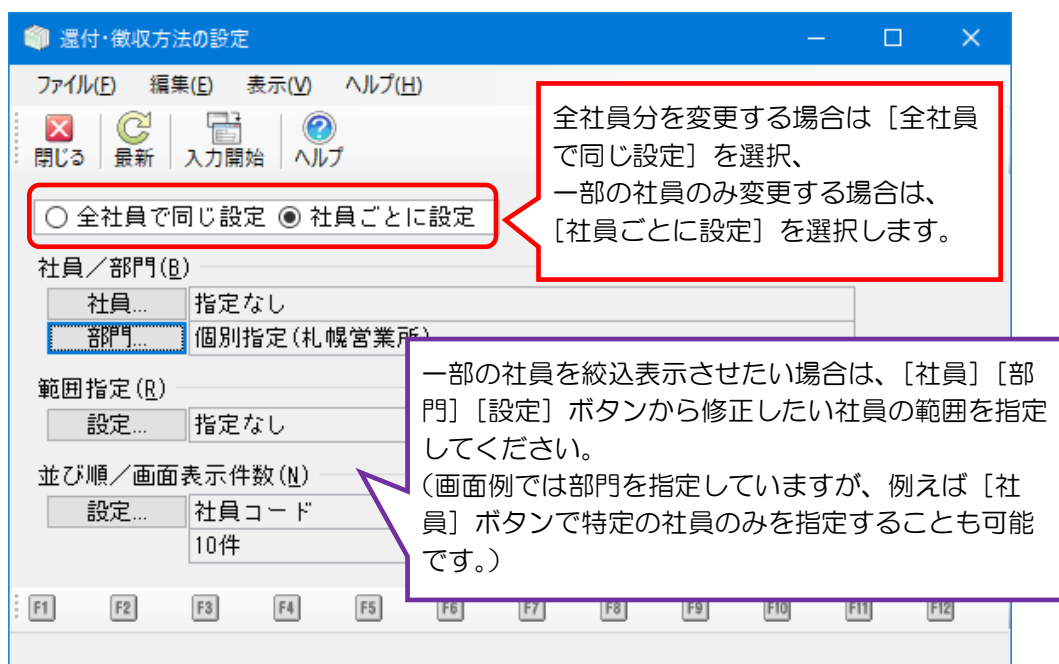 還付・徴収方法の設定
ファイル(F) 編集(E) 表示(V) ヘルプ(H)
閉じる 最新 入力開始 ヘルプ
全社員分を変更する場合は［全社員
で同じ設定］を選択、
一部の社員のみ変更する場合は、
［社員ごとに設定］を選択します。
全社員で同じ設定 社員ごとに設定
社員／部門(B)
社員... 指定なし
部門... 個別指定(札幌営業所)
範囲指定(R)
設定... 指定なし
並び順／画面表示件数(N)
設定... 社員コード
10件
一部の社員を絞込表示させたい場合は、［社員］［部
門］［設定］ボタンから修正したい社員の範囲を指定
してください。
（画面例では部門を指定していますが、例えば［社
員］ボタンで特定の社員のみを指定することも可能
です。）
F1 F2 F3 F4 F5 F6 F7 F8 F9 F10 F11 F12